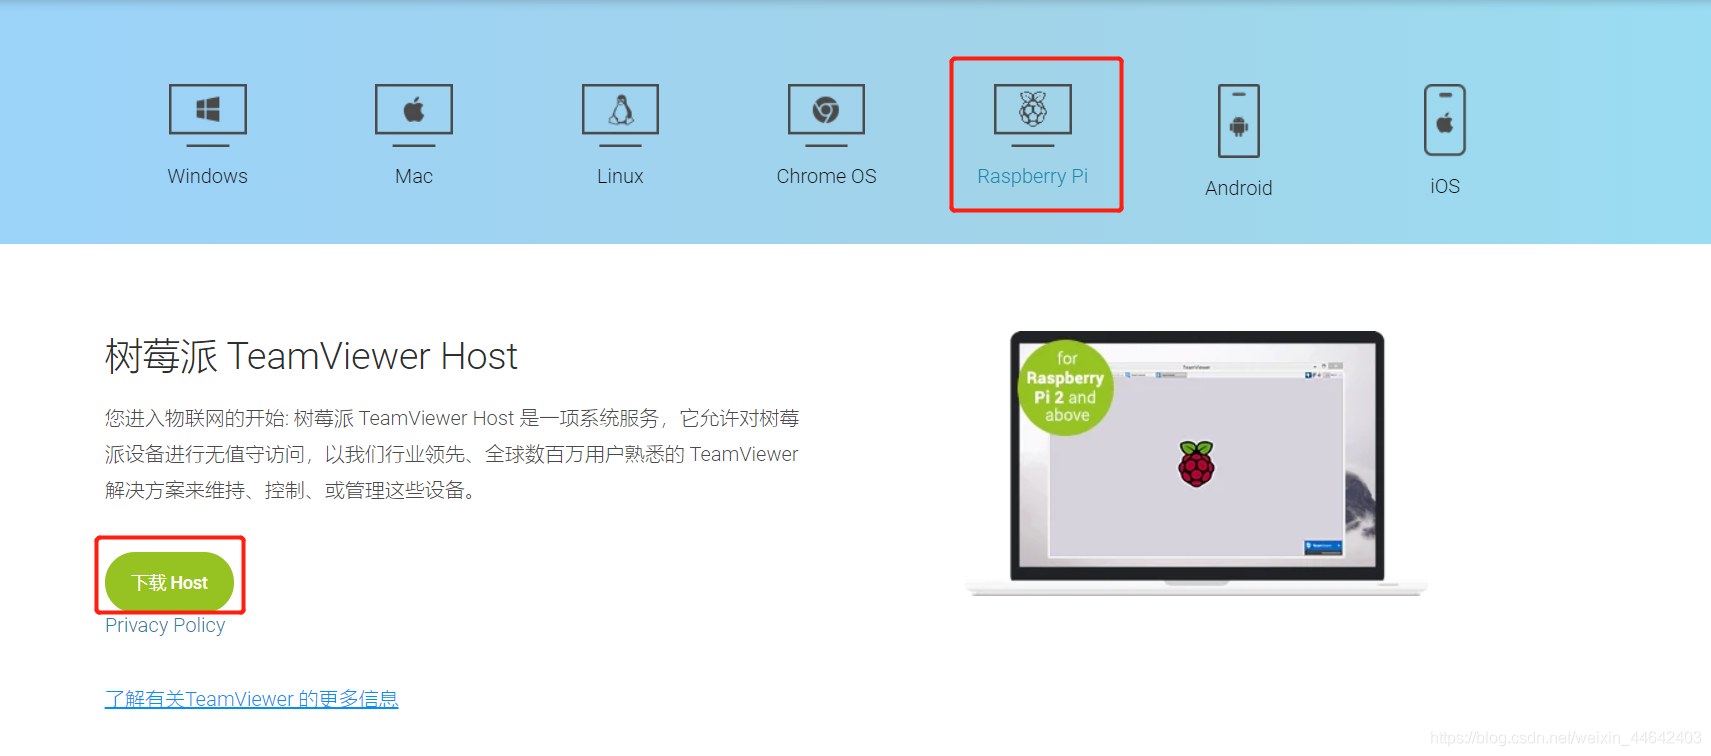 Windows
Mac
Linux
Chrome OS
Raspberry Pi
Android
iOS
树莓派 TeamViewer Host
您进入物联网的开始: 树莓派 TeamViewer Host 是一项系统服务，它允许对树莓
派设备进行无值守访问，以我们行业领先、全球数百万用户熟悉的 TeamViewer
解决方案来维持、控制、或管理这些设备。
下载 Host
Privacy Policy
了解有关TeamViewer 的更多信息
for
Raspberry
Pi 2 and
above
TeamViewer
https://blog.csdn.net/weixin_44642403